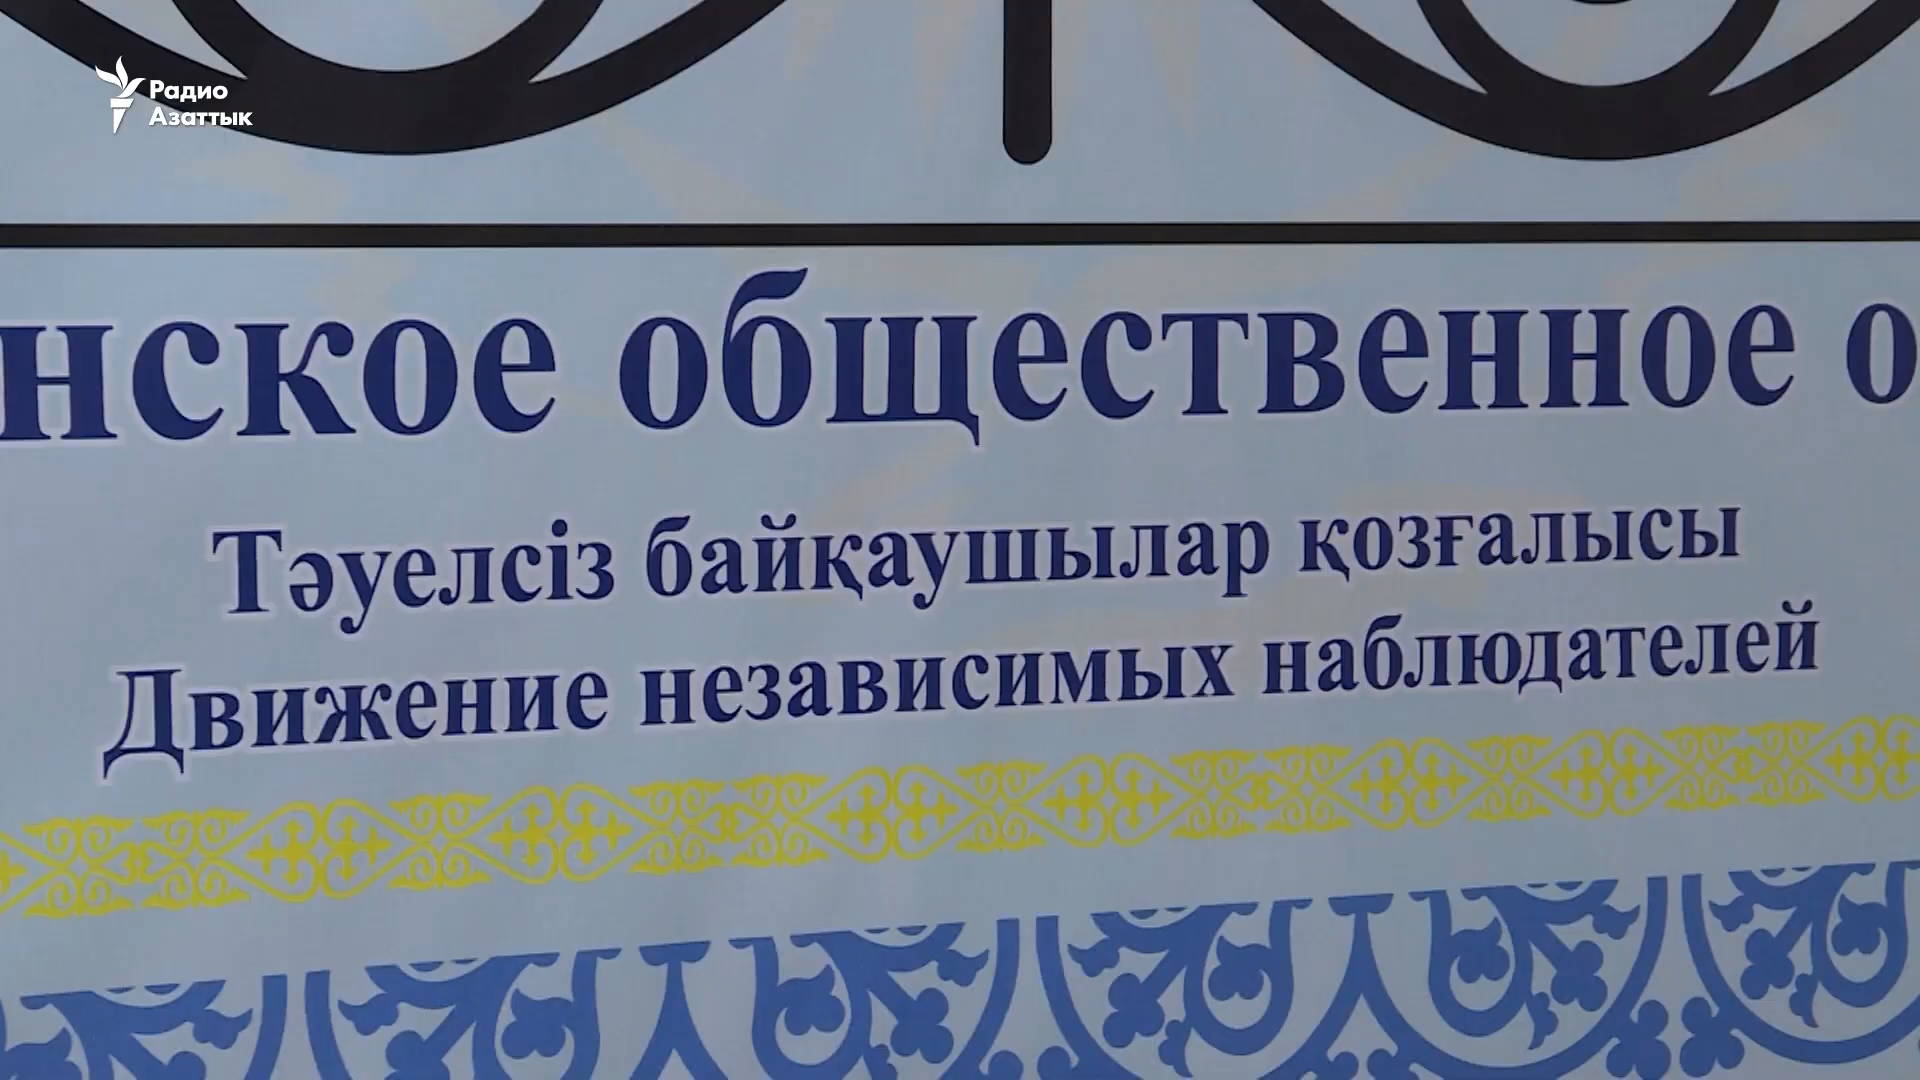 Радио
Азаттык
нское общественное о
Тәуелсіз байқаушылар қозғалысы
Движение независимых наблюдателей